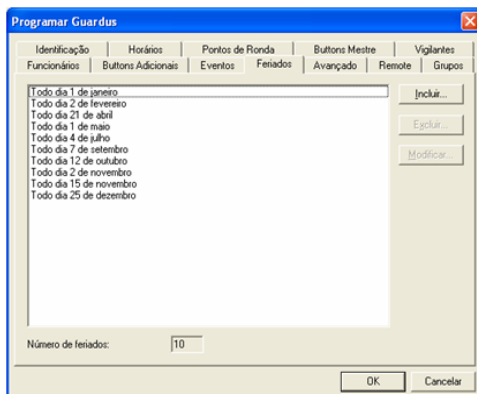 Programar Guardus
Identificação Horários Pontos de Ronda Buttons Mestre Vigilantes
Funcionários Buttons Adicionais Eventos Feriados Avançado Remote Grupos
Todo dia 1 de janeiro
Todo dia 2 de fevereiro
Todo dia 21 de abril
Todo dia 1 de maio
Todo dia 4 de julho
Todo dia 7 de setembro
Todo dia 12 de outubro
Todo dia 2 de novembro
Todo dia 15 de novembro
Todo dia 25 de dezembro
Incluir...
Excluir...
Modificar...
Número de feriados: 10
OK Cancelar